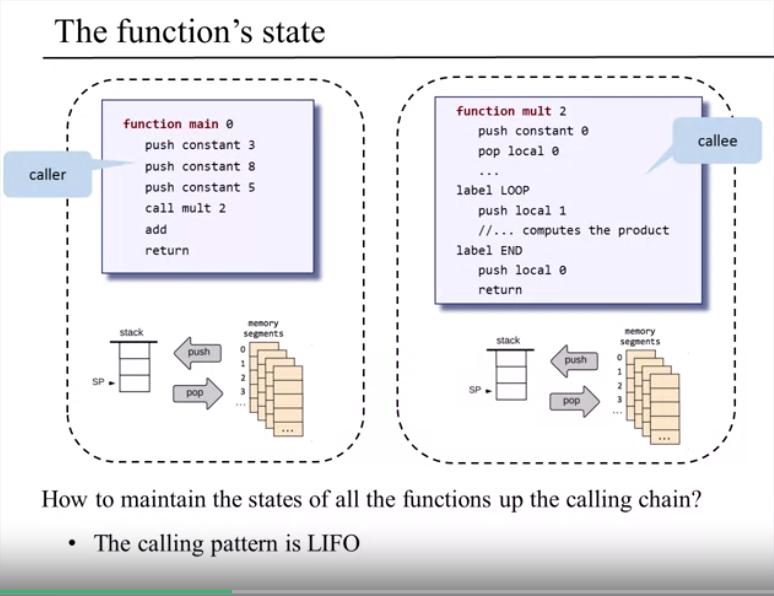 The function's state
caller
function main 0
push constant 3
push constant 8
push constant 5
call mult 2
add
return
stack
SP
push
pop
memory
segments
0
1
2
3
...
...
callee
function mult 2
push constant 0
pop local 0
...
label LOOP
push local 1
//... computes the product
label END
push local 0
return
stack
SP
push
pop
memory
segments
0
1
2
3
...
...
How to maintain the states of all the functions up the calling chain?
• The calling pattern is LIFO